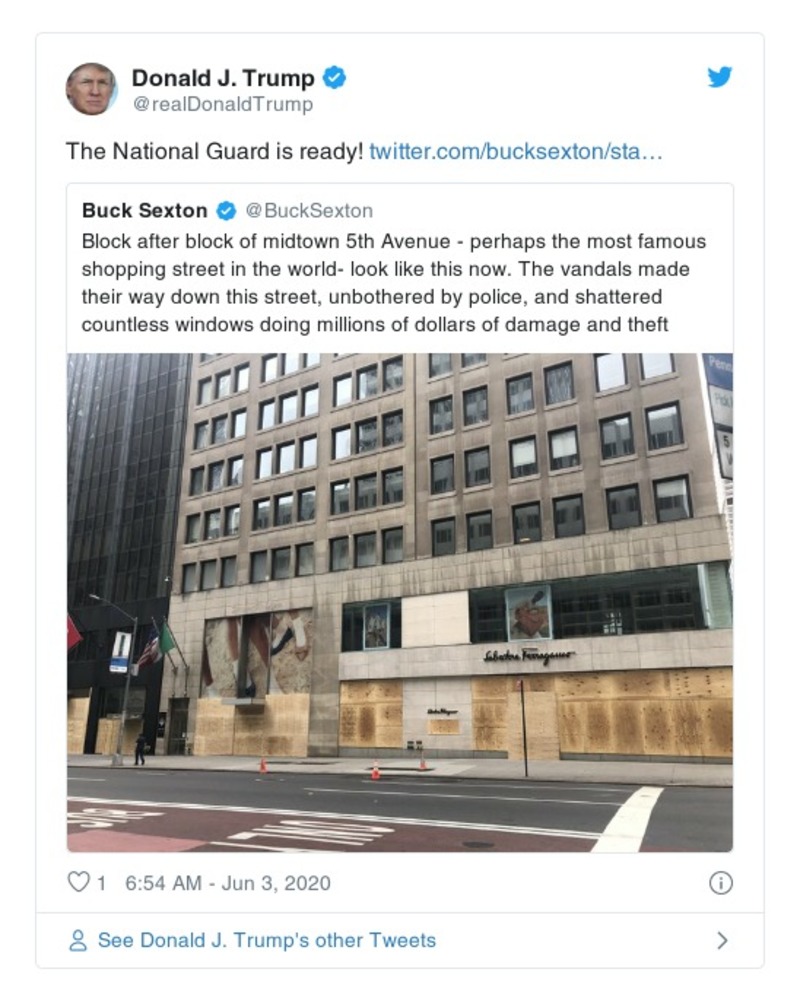 Donald J. Trump
@realDonaldTrump
The National Guard is ready! twitter.com/bucksexton/sta…
Buck Sexton @BuckSexton
Block after block of midtown 5th Avenue - perhaps the most famous
shopping street in the world- look like this now. The vandals made
their way down this street, unbothered by police, and shattered
countless windows doing millions of dollars of damage and theft
Salvatore Ferragamo
ONLY
5
1 6:54 AM - Jun 3, 2020
See Donald J. Trump's other Tweets